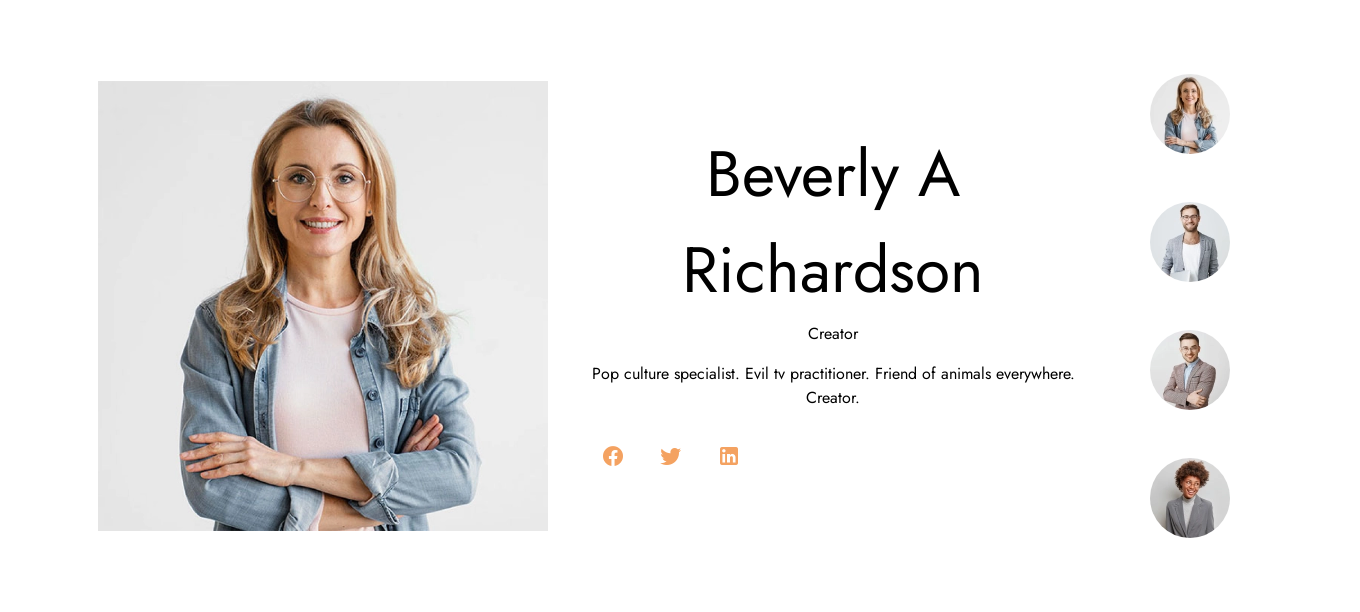 Beverly A
Richardson
Creator
Pop culture specialist. Evil tv practitioner. Friend of animals everywhere.
Creator.